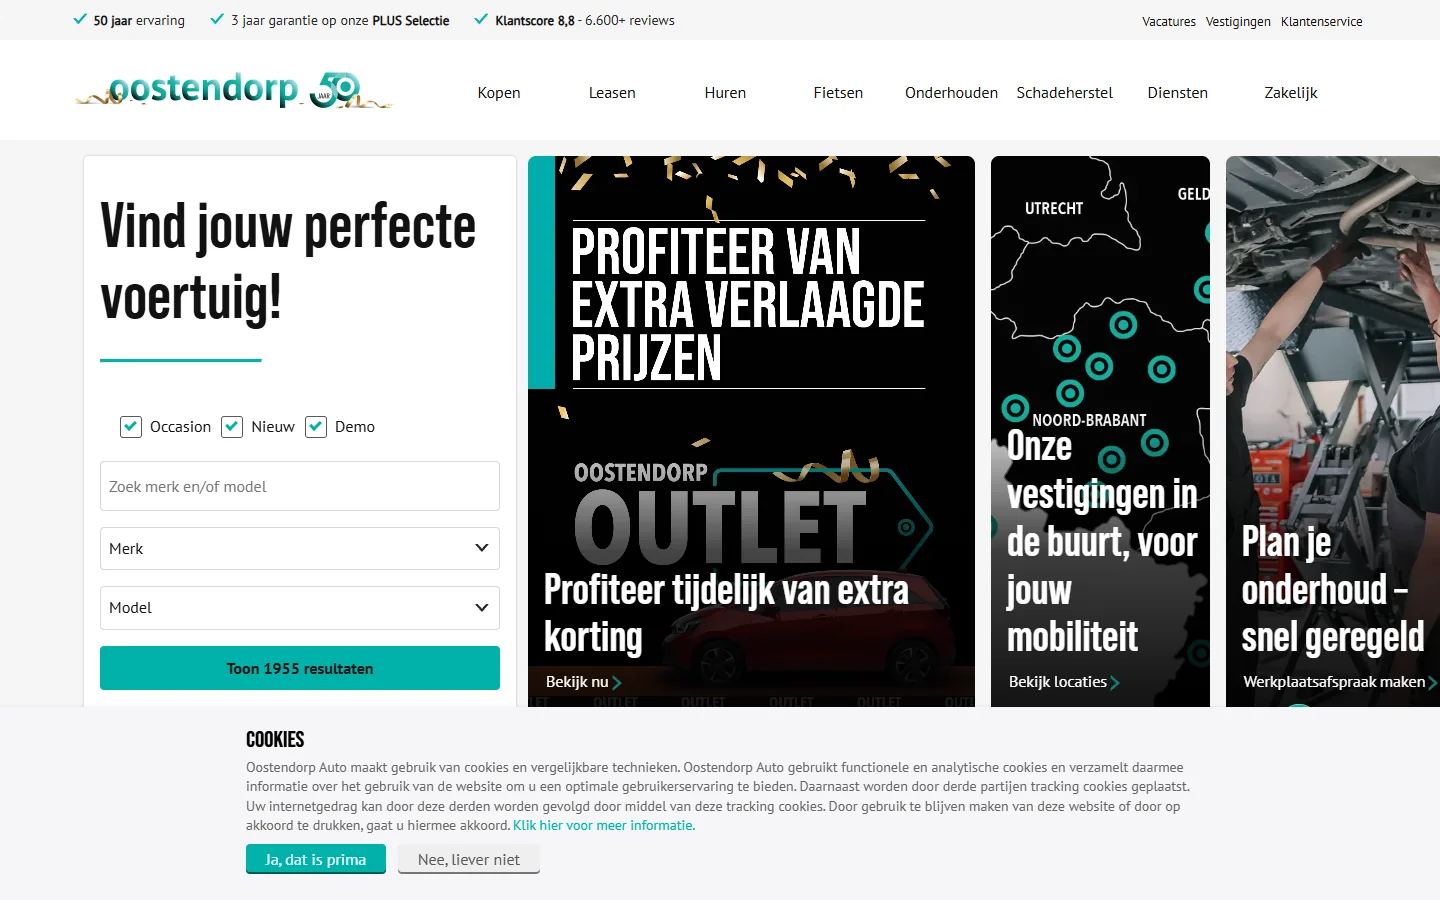 50 jaar ervaring
3 jaar garantie op onze PLUS Selectie
Klantscore 8,8 - 6.600+ reviews
Vacatures
Vestigingen
Klantenservice
oostendorp 50 JAAR
Kopen
Leasen
Huren
Fietsen
Onderhouden
Schadeherstel
Diensten
Zakelijk
Vind jouw perfecte
voertuig!
Occasion
Nieuw
Demo
Zoek merk en/of model
Merk
Model
Toon 1955 resultaten
PROFITEER VAN
EXTRA VERLAAGDE
PRIJZEN
OOSTENDORP
OUTLET
Profiteer tijdelijk van extra
korting
Bekijk nu
OUTLET OUTLET OUTLET OUTLET
UTRECHT
GELD
NOORD-BRABANT
Onze
vestigingen in
de buurt, voor
jouw
mobiliteit
Bekijk locaties
Plan je
onderhoud –
snel geregeld
Werkplaatsafspraak maken
COOKIES
Oostendorp Auto maakt gebruik van cookies en vergelijkbare technieken. Oostendorp Auto gebruikt functionele en analytische cookies en verzamelt daarmee
informatie over het gebruik van de website om u een optimale gebruikerservaring te bieden. Daarnaast worden door derde partijen tracking cookies geplaatst.
Uw internetgedrag kan door deze derden worden gevolgd door middel van deze tracking cookies. Door gebruik te blijven maken van deze website of door op
akkoord te drukken, gaat u hiermee akkoord. Klik hier voor meer informatie.
Ja, dat is prima
Nee, liever niet